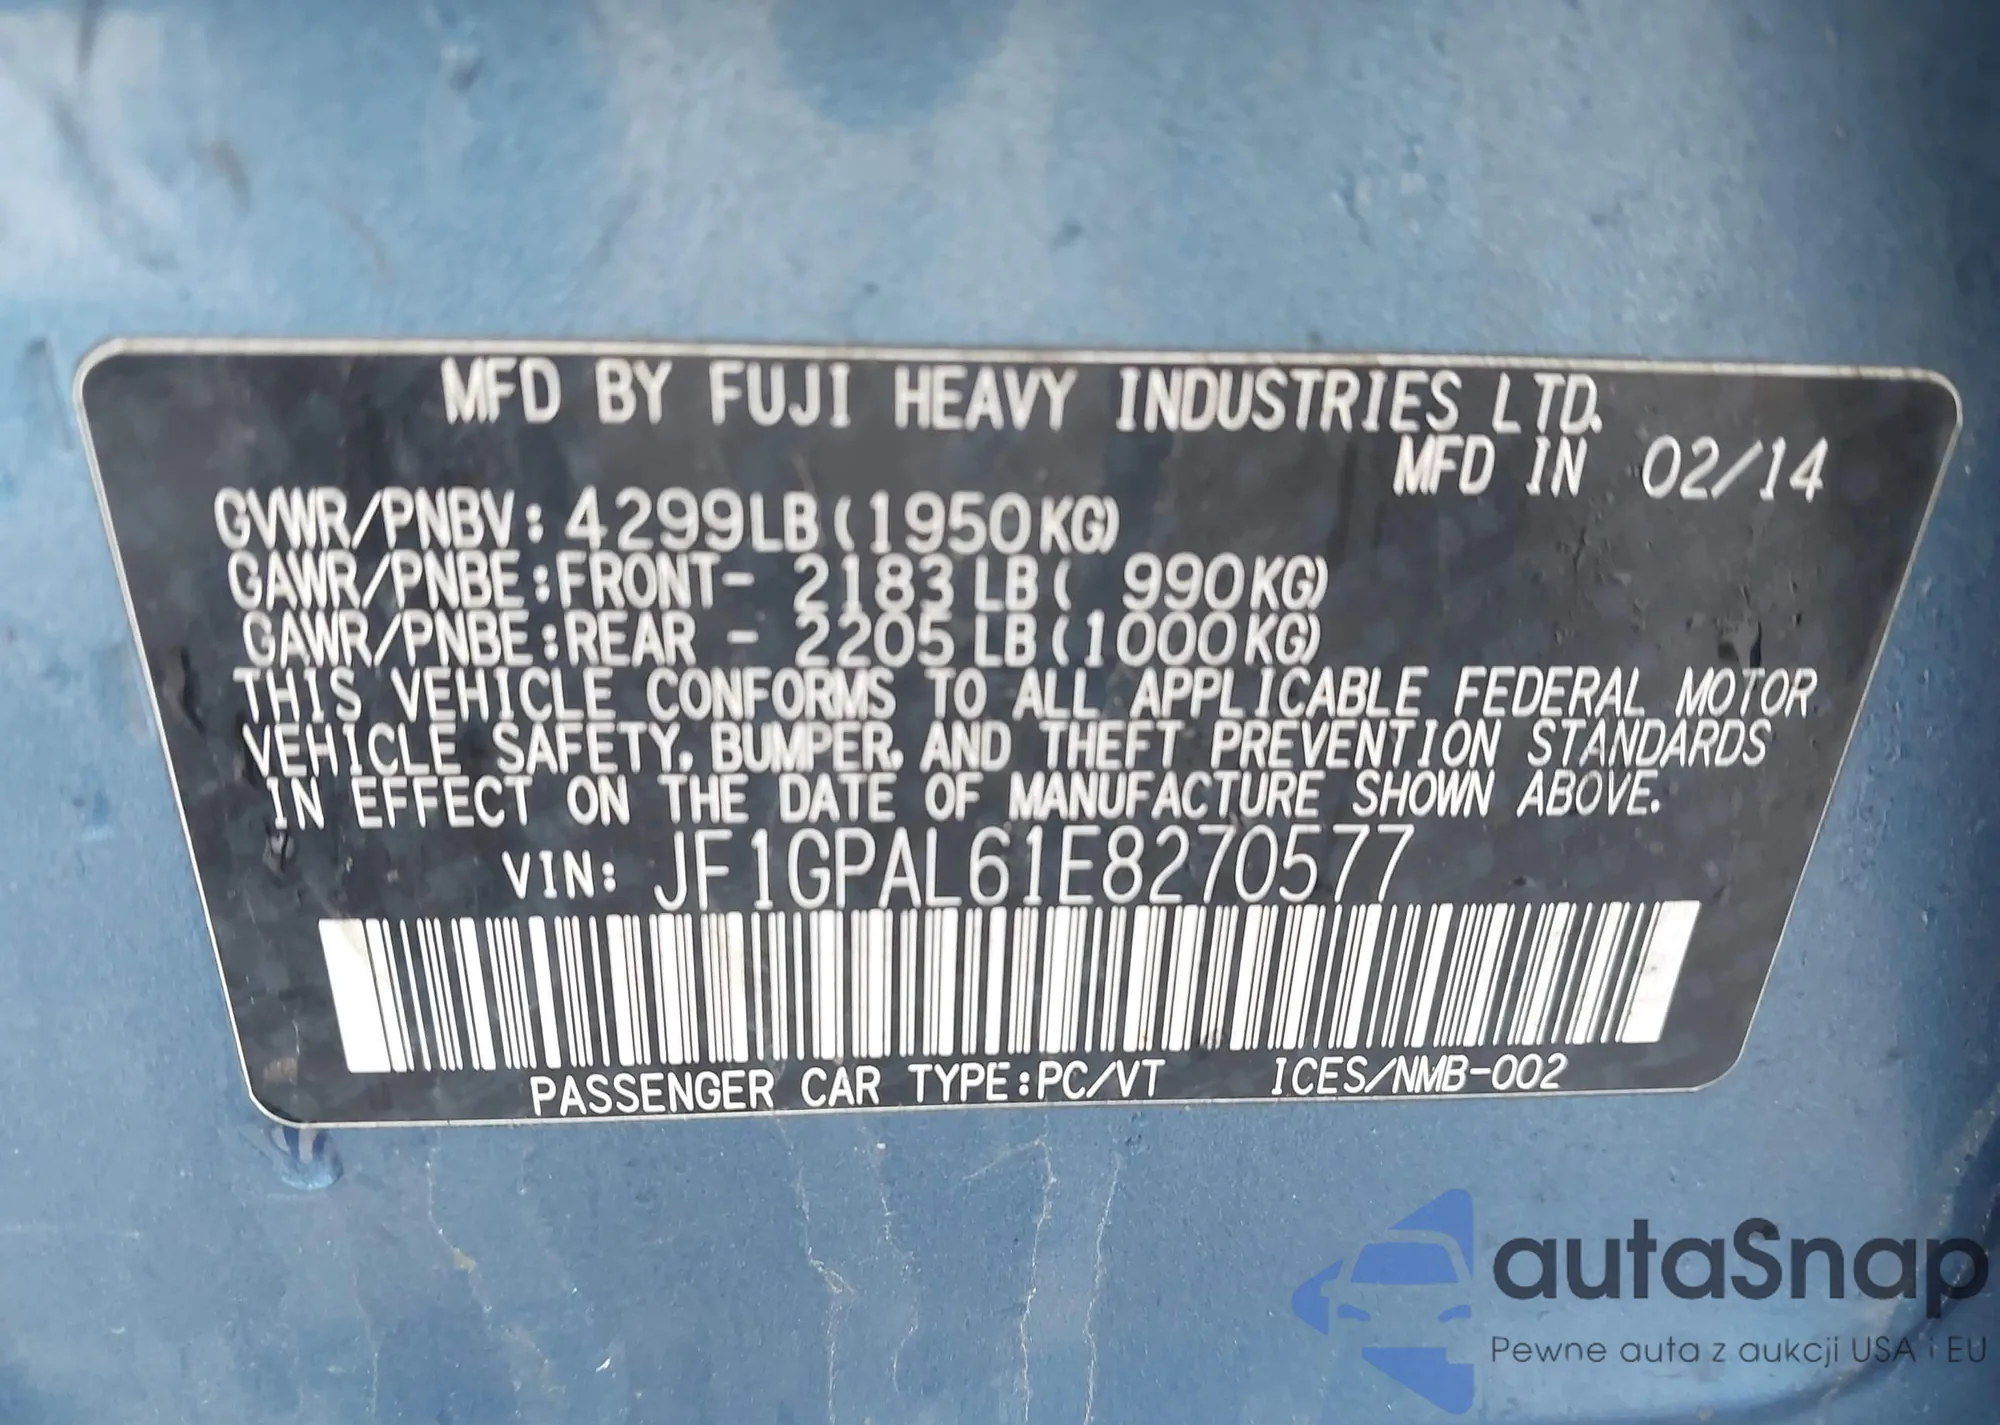 MFD BY FUJI HEAVY INDUSTRIES LTD.
MFD IN 02/14
GVWR/PNBV: 4299LB(1950KG)
GAWR/PNBE:FRONT- 2183LB( 990KG)
GAWR/PNBE:REAR - 2205LB(1000KG)
THIS VEHICLE CONFORMS TO ALL APPLICABLE FEDERAL MOTOR
VEHICLE SAFETY, BUMPER, AND THEFT PREVENTION STANDARDS
IN EFFECT ON THE DATE OF MANUFACTURE SHOWN ABOVE.
VIN: JF1GPAL61E8270577
PASSENGER CAR TYPE:PC/VT ICES/NMB-002
autaSnap
Pewne auta z aukcji USA i EU